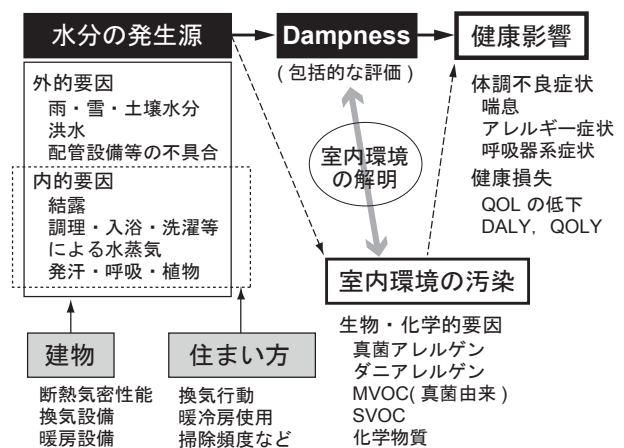 水分の発生源
Dampness
健康影響
( 包括的な評価 )
外的要因
雨・雪・土壌水分
洪水
配管設備等の不具合
内的要因
結露
調理・入浴・洗濯等
による水蒸気
発汗・呼吸・植物
室内環境
の解明
体調不良症状
喘息
アレルギー症状
呼吸器系症状
健康損失
QOL の低下
DALY, QOLY
室内環境の汚染
生物・化学的要因
真菌アレルゲン
ダニアレルゲン
MVOC( 真菌由来 )
SVOC
化学物質
建物
断熱気密性能
換気設備
暖房設備
住まい方
換気行動
暖冷房使用
掃除頻度など